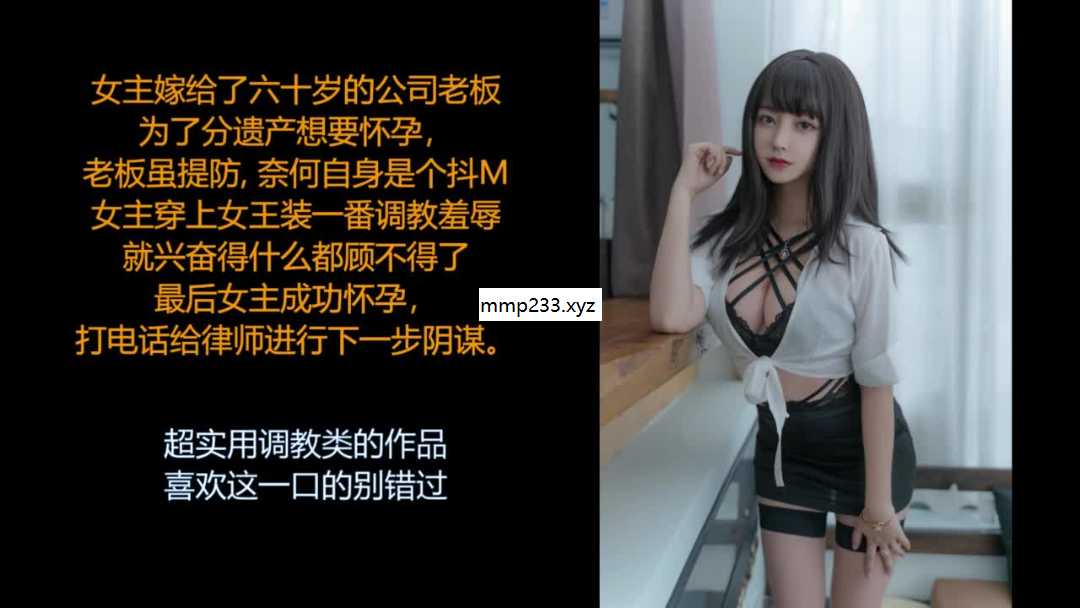 女主嫁给了六十岁的公司老板
为了分遗产想要怀孕，
老板虽提防, 奈何自身是个抖M
女主穿上女王装一番调教羞辱
就兴奋得什么都顾不得了
最后女主成功怀孕，
mmp233.xyz
打电话给律师进行下一步阴谋。
超实用调教类的作品
喜欢这一口的别错过